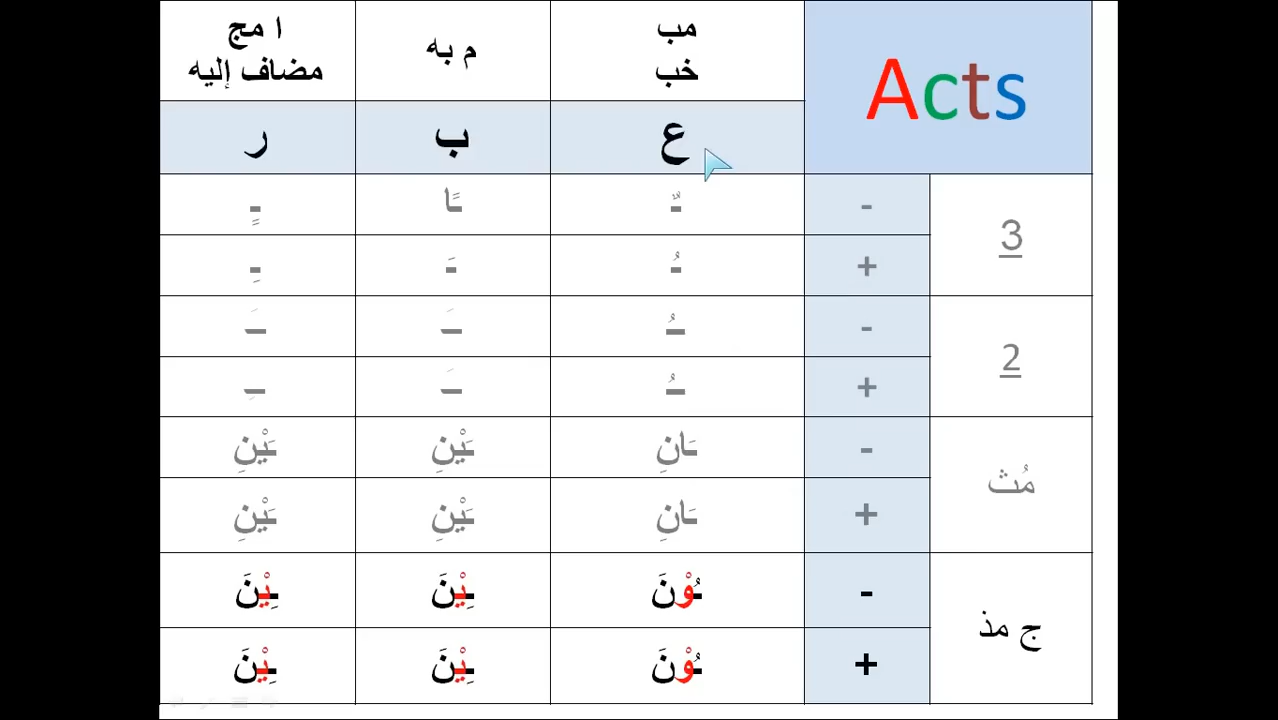 Acts
مب
خب
م به
ا مج
مضاف إليه
ع ب ر
3 - ـٌ ـًا ـٍ
+ ـُ ـَ ـِ
2 - ـُ ـَ ـَ
+ ـُ ـَ ـِ
مُث - ـَانِ ـَيْنِ ـَيْنِ
+ ـَانِ ـَيْنِ ـَيْنِ
ج مذ - ـُوْنَ ـِيْنَ ـِيْنَ
+ ـُوْنَ ـِيْنَ ـِيْنَ